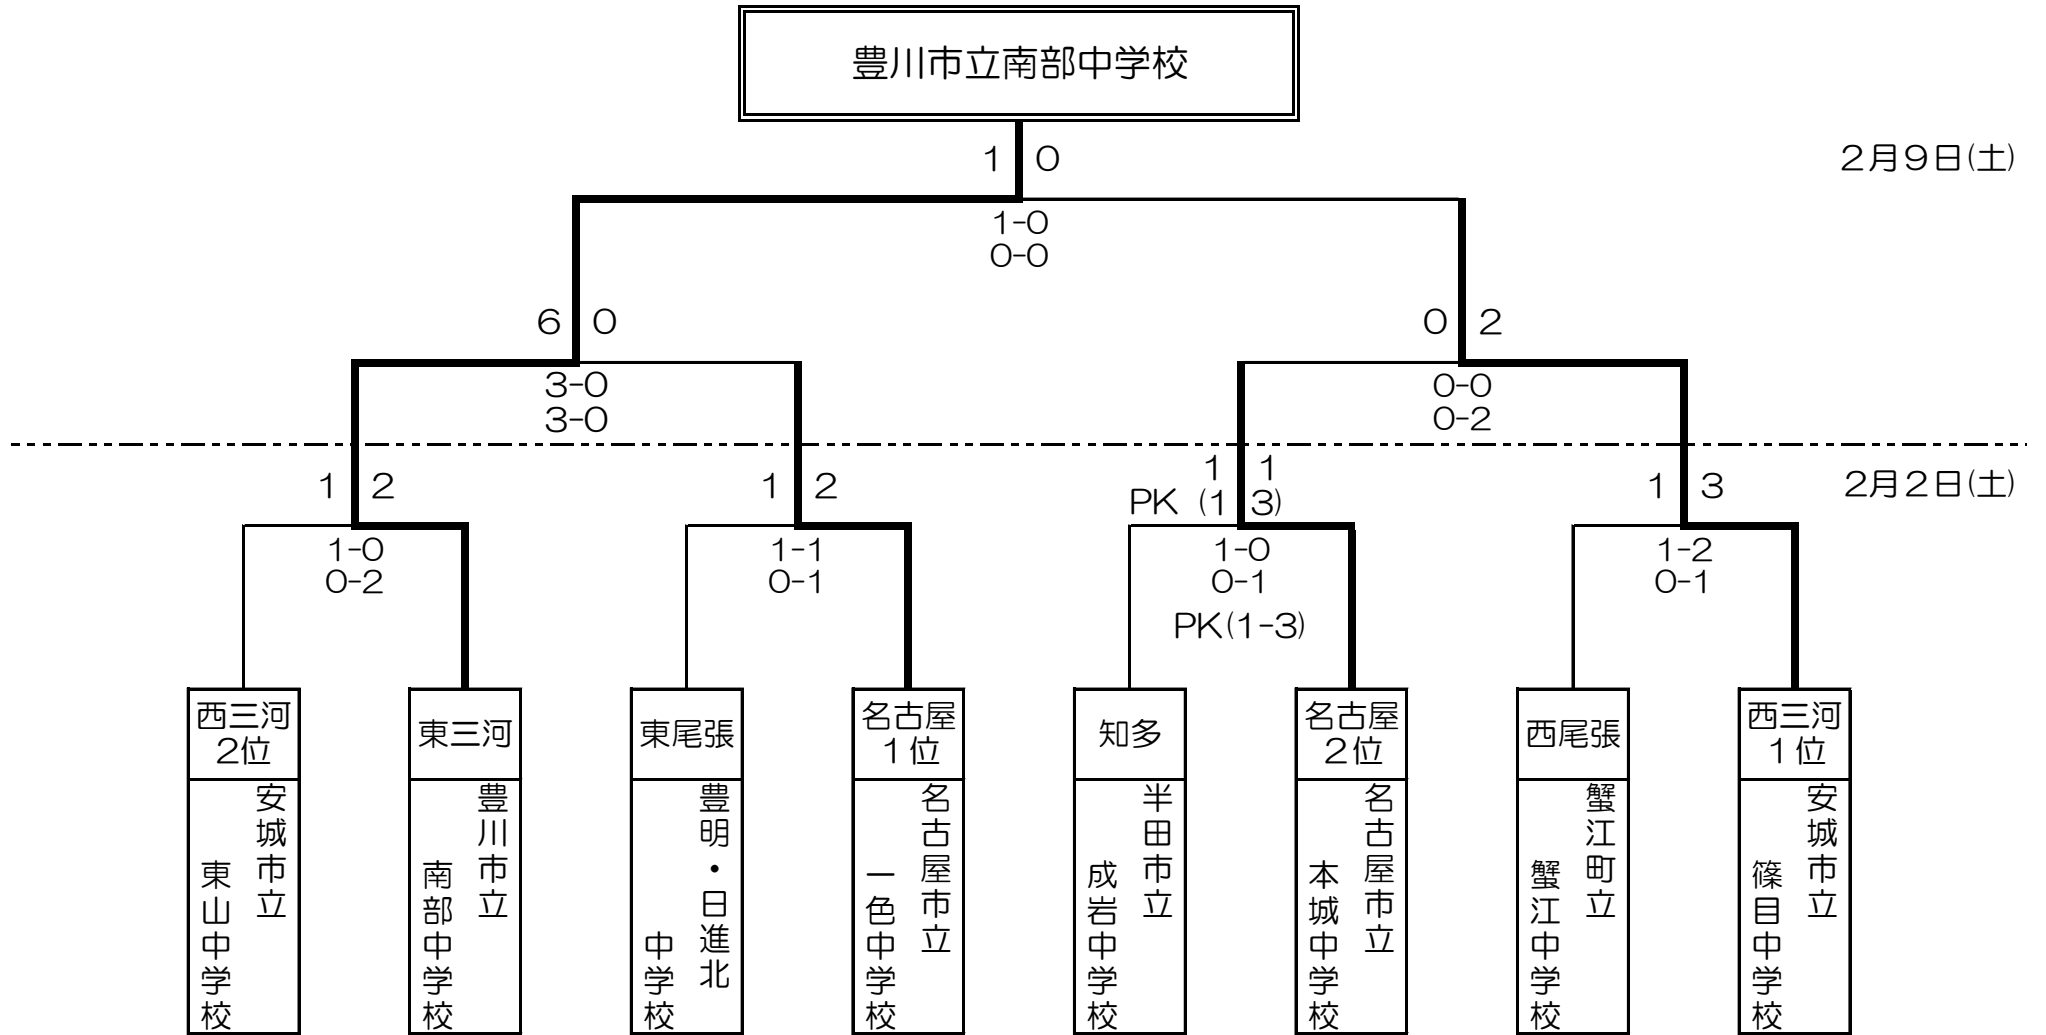 豊川市立南部中学校
1 0
2月9日(土)
1-0
0-0
6 0
0 2
3-0
3-0
0-0
0-2
1 2
1 2
1 1
PK (1 3)
1 3
2月2日(土)
1-0
0-2
1-1
0-1
1-0
0-1
PK(1-3)
1-2
0-1
西三河
2位
安城市立
東山中学校
東三河
豊川市立
南部中学校
東尾張
豊明・日進北
中学校
名古屋
1位
名古屋市立
一色中学校
知多
半田市立
成岩中学校
名古屋
2位
名古屋市立
本城中学校
西尾張
蟹江町立
蟹江中学校
西三河
1位
安城市立
篠目中学校